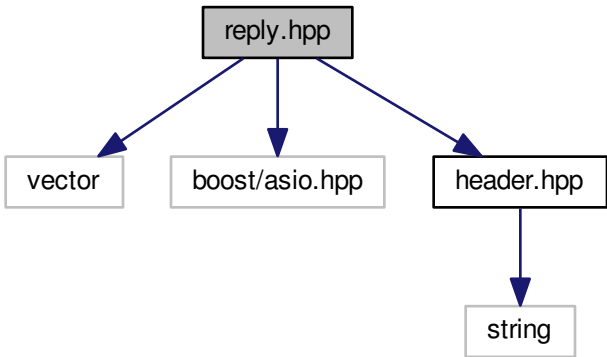 reply.hpp
vector
boost/asio.hpp
header.hpp
string